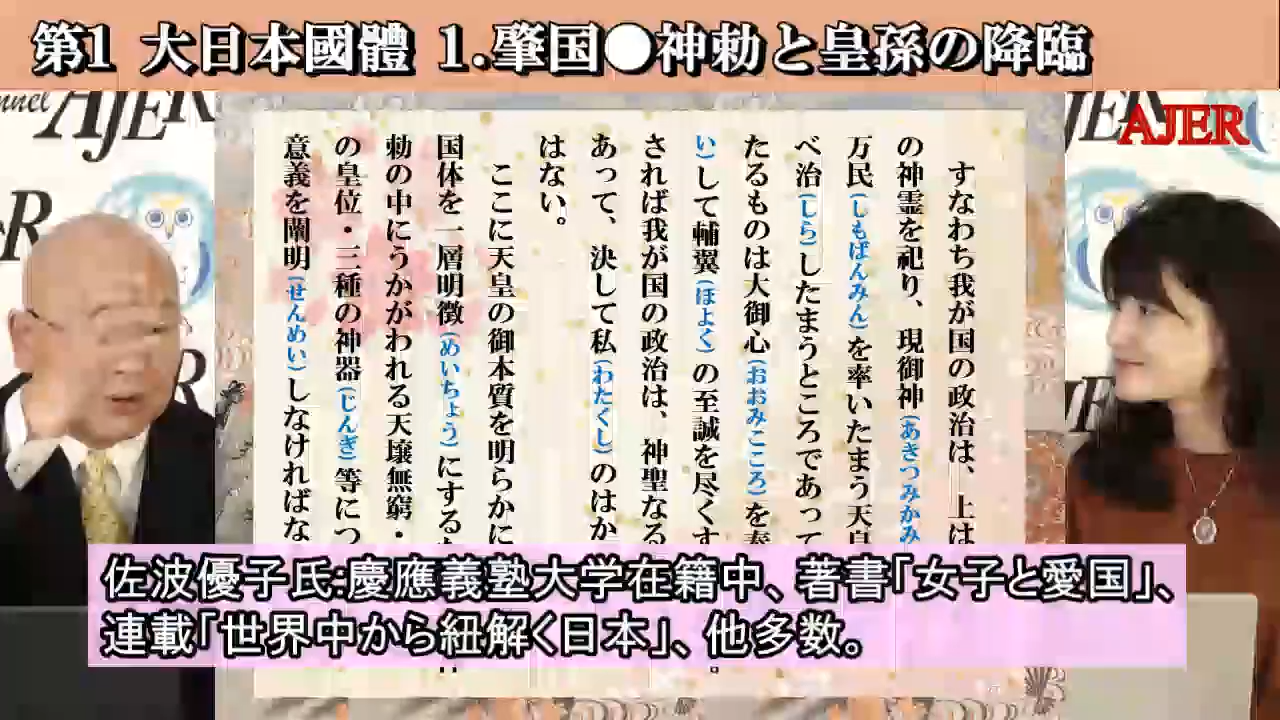 第1 大日本國體 1.肇国●神勅と皇孫の降臨
nnel AJER
AJER
すなわち我が国の政治は、上は
の神霊を祀り、現御神(あきつみかみ
万民(しもばんみん)を率いたまう天皇
べ治(しら)したまうところであって
たるものは大御心(おおみこころ)を奉
い)して輔翼(ほよく)の至誠を尽くす
されば我が国の政治は、神聖なる
あって、決して私(わたくし)のはか
はない。
ここに天皇の御本質を明らかに
国体を一層明徴(めいちょう)にするた
勅の中にうかがわれる天壌無窮・
の皇位・三種の神器(じんぎ)等につ
意義を闡明(せんめい)しなければな
佐波優子氏:慶應義塾大学在籍中、著書「女子と愛国」、
連載「世界中から紐解く日本」、他多数。